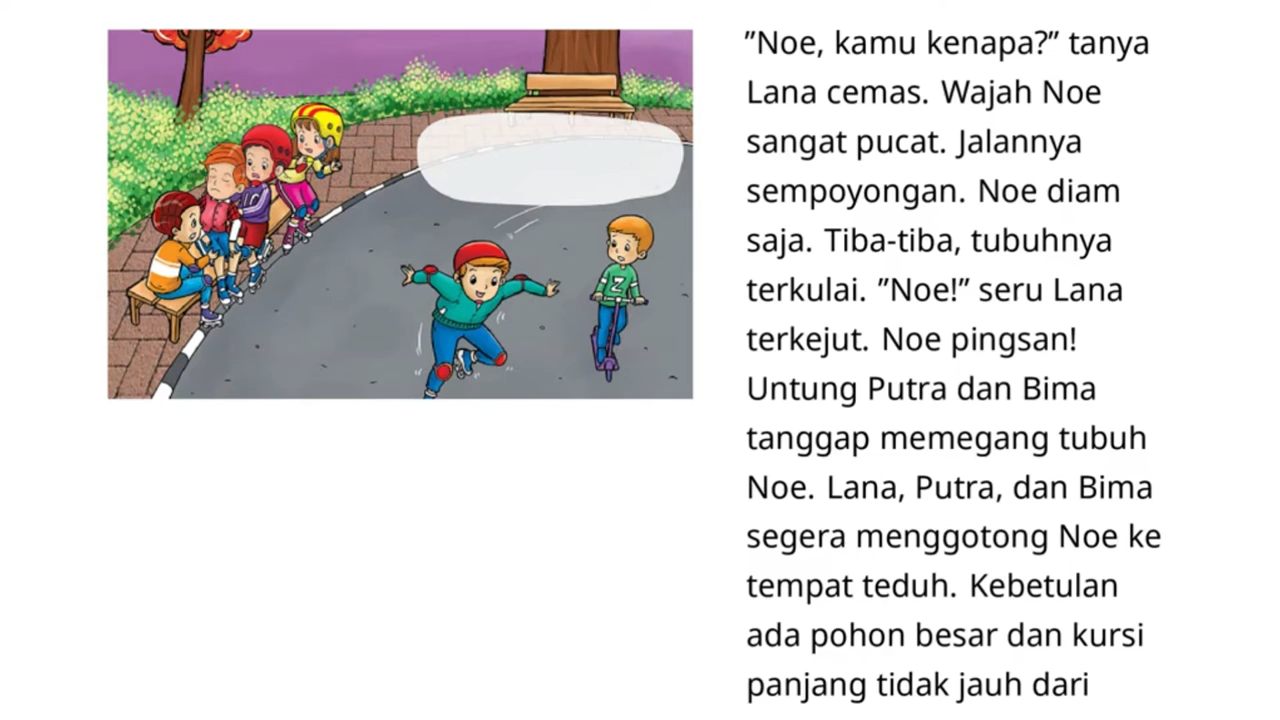 ”Noe, kamu kenapa?” tanya
Lana cemas. Wajah Noe
sangat pucat. Jalannya
sempoyongan. Noe diam
saja. Tiba-tiba, tubuhnya
terkulai. ”Noe!” seru Lana
terkejut. Noe pingsan!
Untung Putra dan Bima
tanggap memegang tubuh
Noe. Lana, Putra, dan Bima
segera menggotong Noe ke
tempat teduh. Kebetulan
ada pohon besar dan kursi
panjang tidak jauh dari
Z